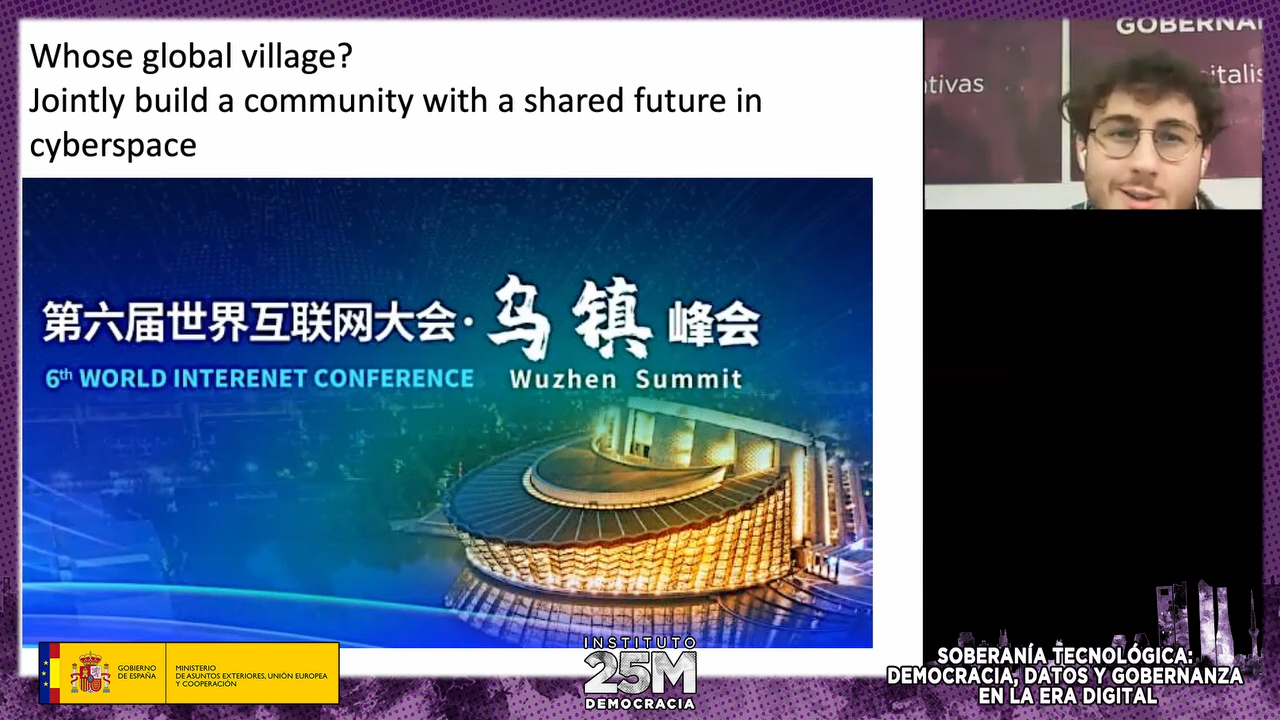 Whose global village?
Jointly build a community with a shared future in
cyberspace
第六届世界互联网大会·乌镇峰会
6th WORLD INTERENET CONFERENCE Wuzhen Summit
GOBERNA
tivas
italis
GOBIERNO
DE ESPAÑA
MINISTERIO
DE ASUNTOS EXTERIORES, UNIÓN EUROPEA
Y COOPERACIÓN
INSTITUTO
25M
DEMOCRACIA
SOBERANÍA TECNOLÓGICA:
DEMOCRACIA, DATOS Y GOBERNANZA
EN LA ERA DIGITAL